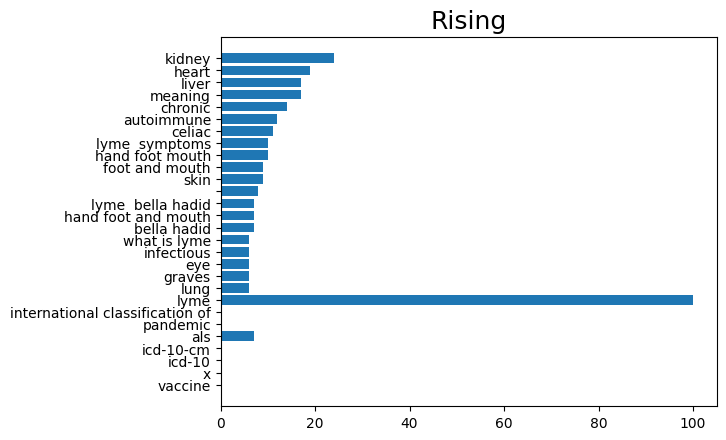 Rising
kidney
heart
liver
meaning
chronic
autoimmune
celiac
lyme  symptoms
hand foot mouth
foot and mouth
skin
lyme  bella hadid
hand foot and mouth
bella hadid
what is lyme
infectious
eye
graves
lung
lyme
international classification of
pandemic
als
icd-10-cm
icd-10
x
vaccine
0 20 40 60 80 100